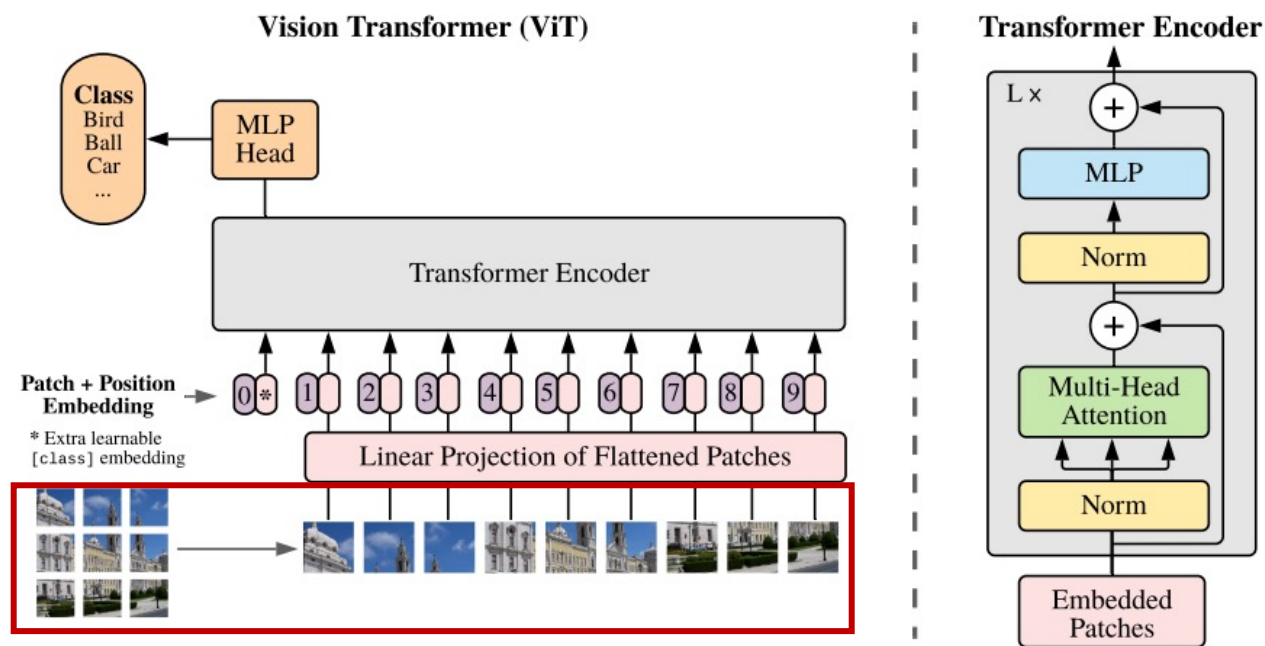 Vision Transformer (ViT)
Class
Bird
Ball
Car
...
MLP
Head
Transformer Encoder
Patch + Position
Embedding
* Extra learnable
[class] embedding
0 * 1 2 3 4 5 6 7 8 9
Linear Projection of Flattened Patches
Transformer Encoder
L ×
+
MLP
Norm
+
Multi-Head
Attention
Norm
Embedded
Patches